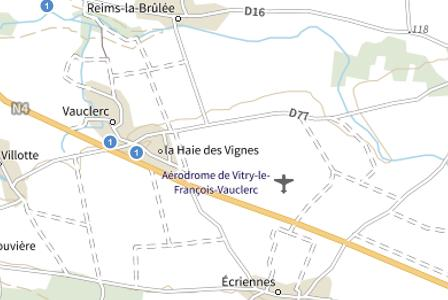 1
Reims-la-Brûlée
D16
118
N4
Vauclerc
D77
1
1
la Haie des Vignes
Villotte
Aérodrome de Vitry-le-
François-Vauclerc
ouvière
Écriennes